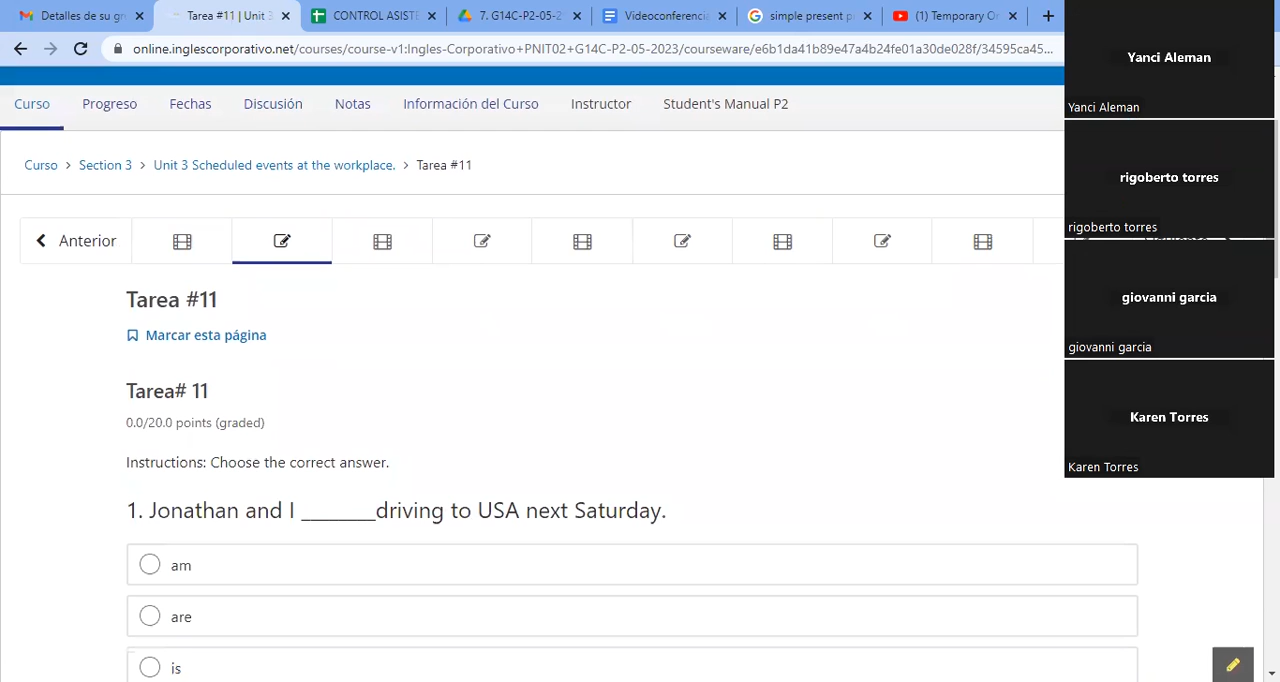 Detalles de su gr
Tarea #11 | Unit 3
CONTROL ASISTE
7. G14C-P2-05-2
Videoconferencia
simple present p
(1) Temporary Or
online.inglescorporativo.net/courses/course-v1:Ingles-Corporativo+PNIT02+G14C-P2-05-2023/courseware/e6b1da41b89e47a4b24fe01a30de028f/34595ca45...
Curso
Progreso
Fechas
Discusión
Notas
Información del Curso
Instructor
Student's Manual P2
Curso > Section 3 > Unit 3 Scheduled events at the workplace. > Tarea #11
Anterior
Tarea #11
Marcar esta página
Tarea# 11
0.0/20.0 points (graded)
Instructions: Choose the correct answer.
1. Jonathan and I _______driving to USA next Saturday.
am
are
is
Yanci Aleman
Yanci Aleman
rigoberto torres
rigoberto torres
giovanni garcia
giovanni garcia
Karen Torres
Karen Torres